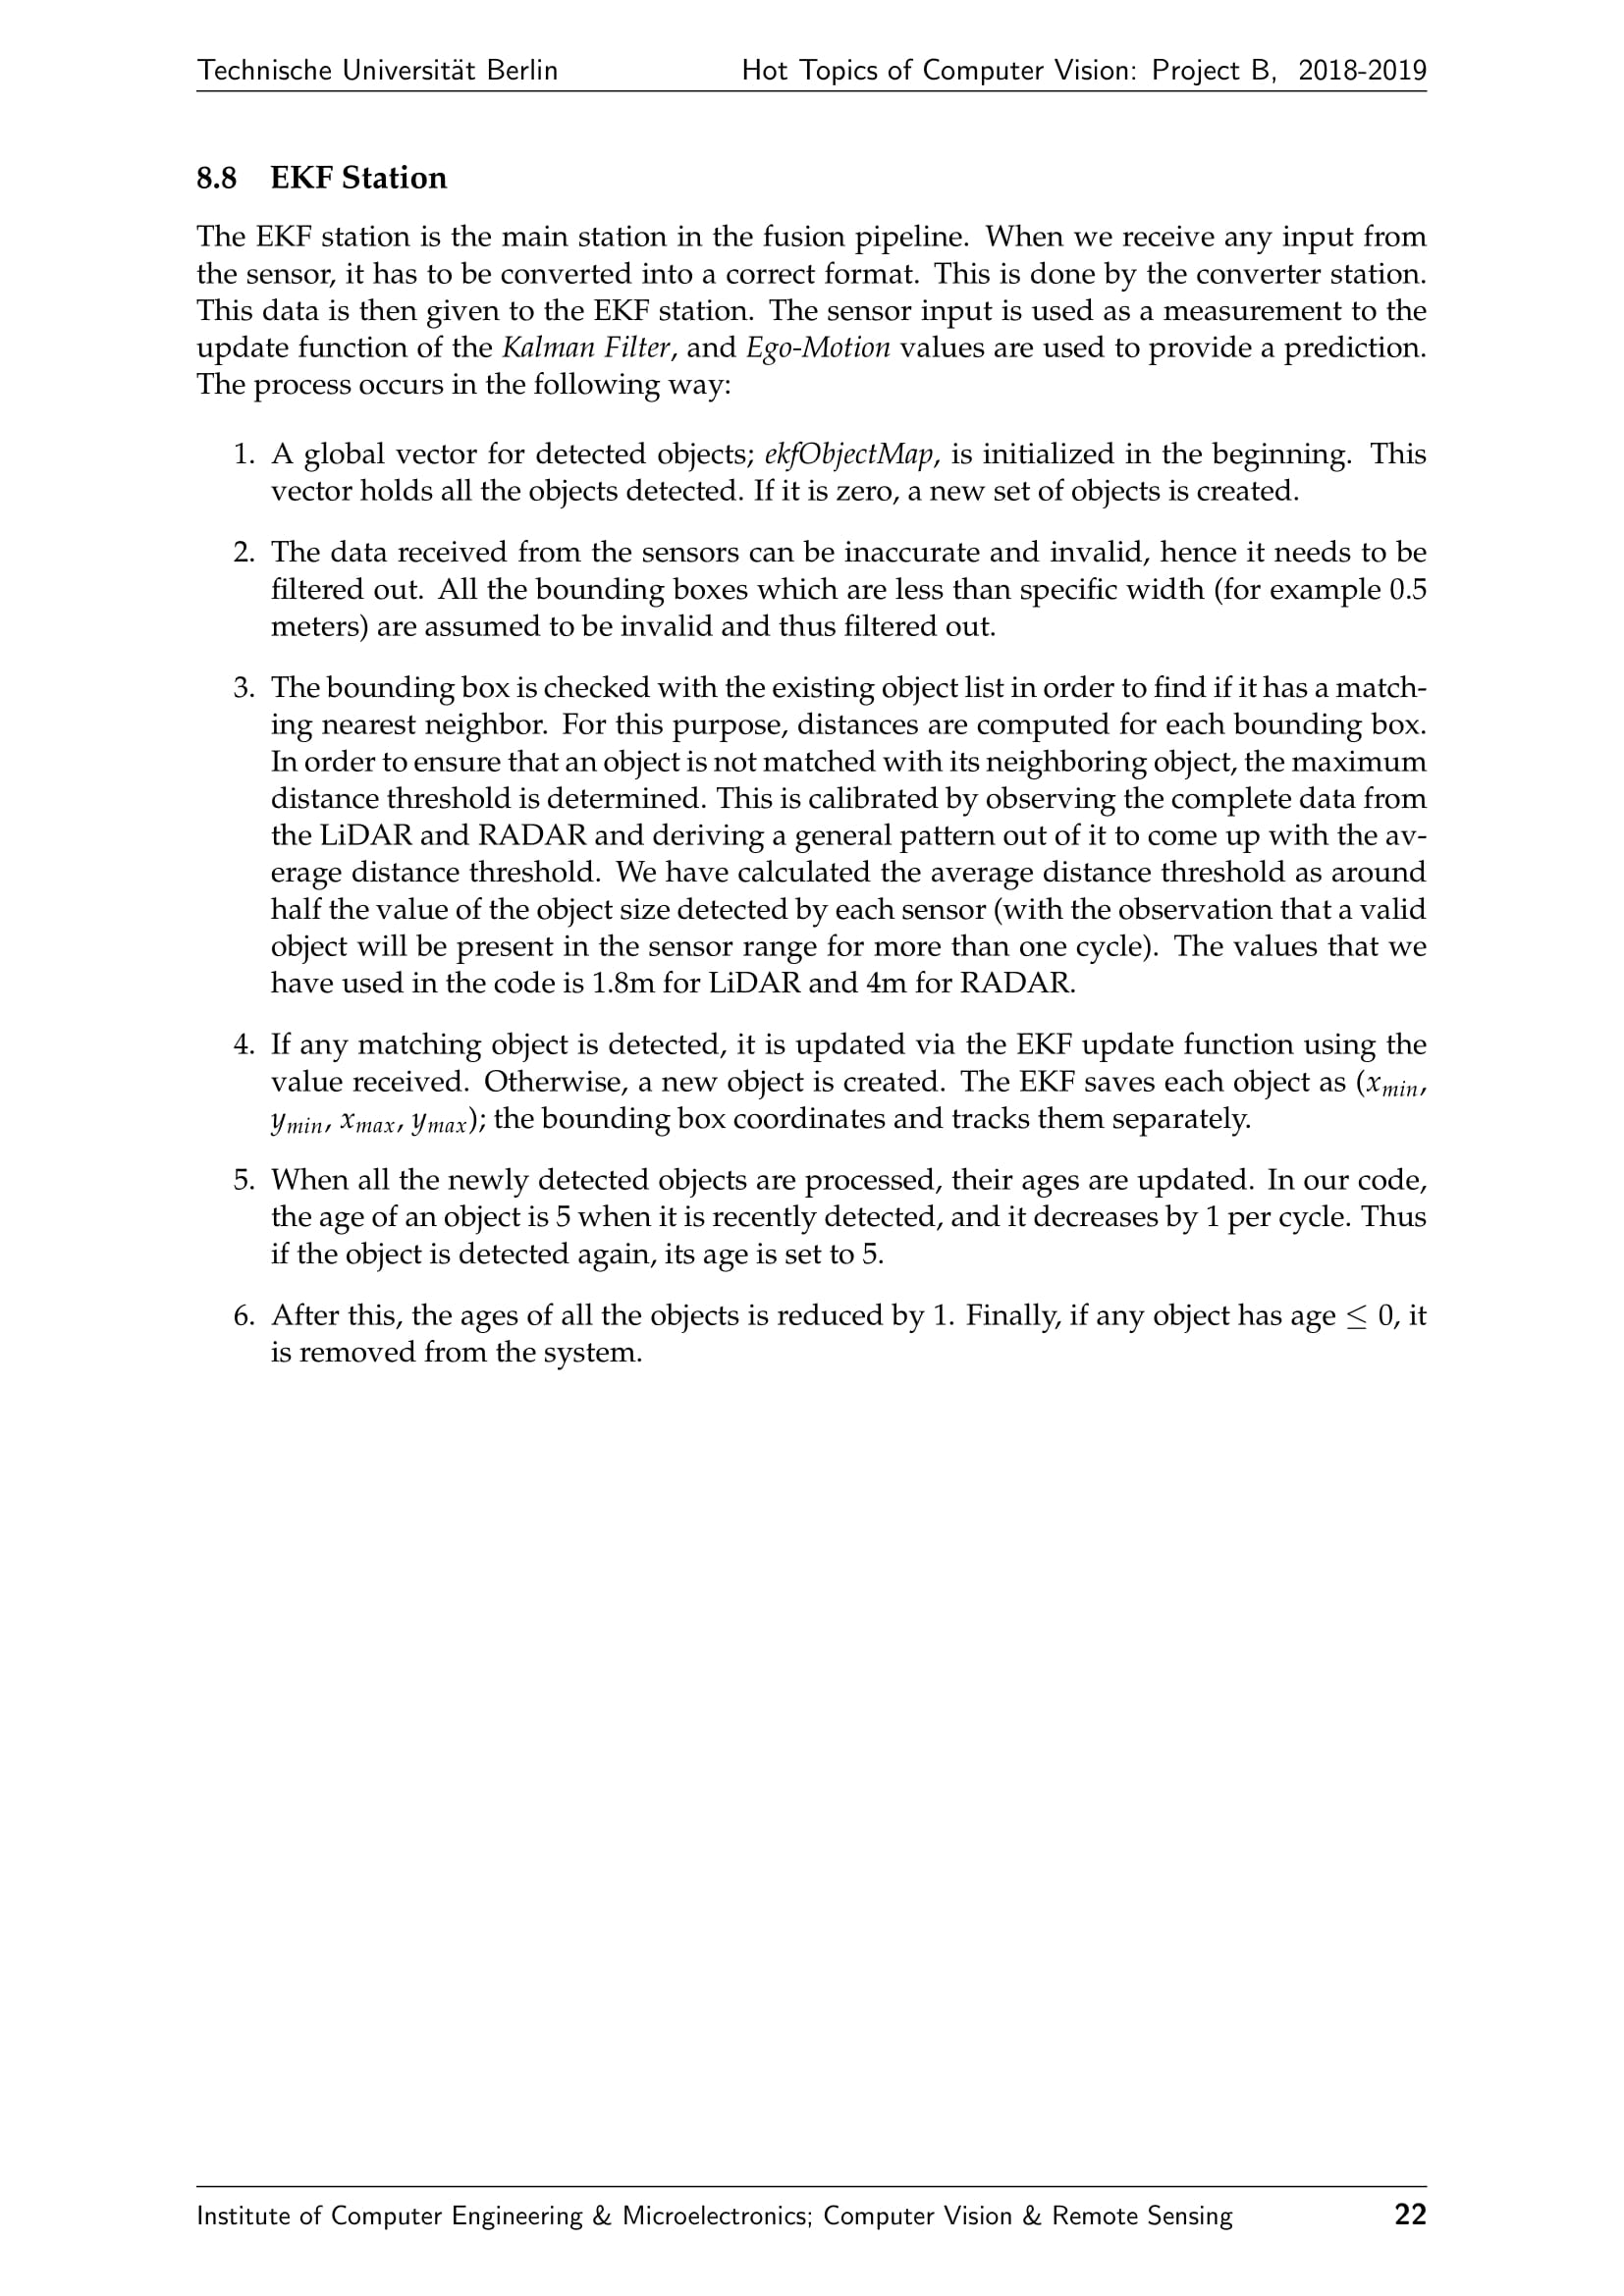 Technische Universität Berlin Hot Topics of Computer Vision: Project B, 2018-2019
8.8 EKF Station
The EKF station is the main station in the fusion pipeline. When we receive any input from
the sensor, it has to be converted into a correct format. This is done by the converter station.
This data is then given to the EKF station. The sensor input is used as a measurement to the
update function of the Kalman Filter, and Ego-Motion values are used to provide a prediction.
The process occurs in the following way:
1. A global vector for detected objects; ekfObjectMap, is initialized in the beginning. This
vector holds all the objects detected. If it is zero, a new set of objects is created.
2. The data received from the sensors can be inaccurate and invalid, hence it needs to be
filtered out. All the bounding boxes which are less than specific width (for example 0.5
meters) are assumed to be invalid and thus filtered out.
3. The bounding box is checked with the existing object list in order to find if it has a match-
ing nearest neighbor. For this purpose, distances are computed for each bounding box.
In order to ensure that an object is not matched with its neighboring object, the maximum
distance threshold is determined. This is calibrated by observing the complete data from
the LiDAR and RADAR and deriving a general pattern out of it to come up with the av-
erage distance threshold. We have calculated the average distance threshold as around
half the value of the object size detected by each sensor (with the observation that a valid
object will be present in the sensor range for more than one cycle). The values that we
have used in the code is 1.8m for LiDAR and 4m for RADAR.
4. If any matching object is detected, it is updated via the EKF update function using the
value received. Otherwise, a new object is created. The EKF saves each object as (x_min,
y_min, x_max, y_max); the bounding box coordinates and tracks them separately.
5. When all the newly detected objects are processed, their ages are updated. In our code,
the age of an object is 5 when it is recently detected, and it decreases by 1 per cycle. Thus
if the object is detected again, its age is set to 5.
6. After this, the ages of all the objects is reduced by 1. Finally, if any object has age ≤ 0, it
is removed from the system.
Institute of Computer Engineering & Microelectronics; Computer Vision & Remote Sensing 22